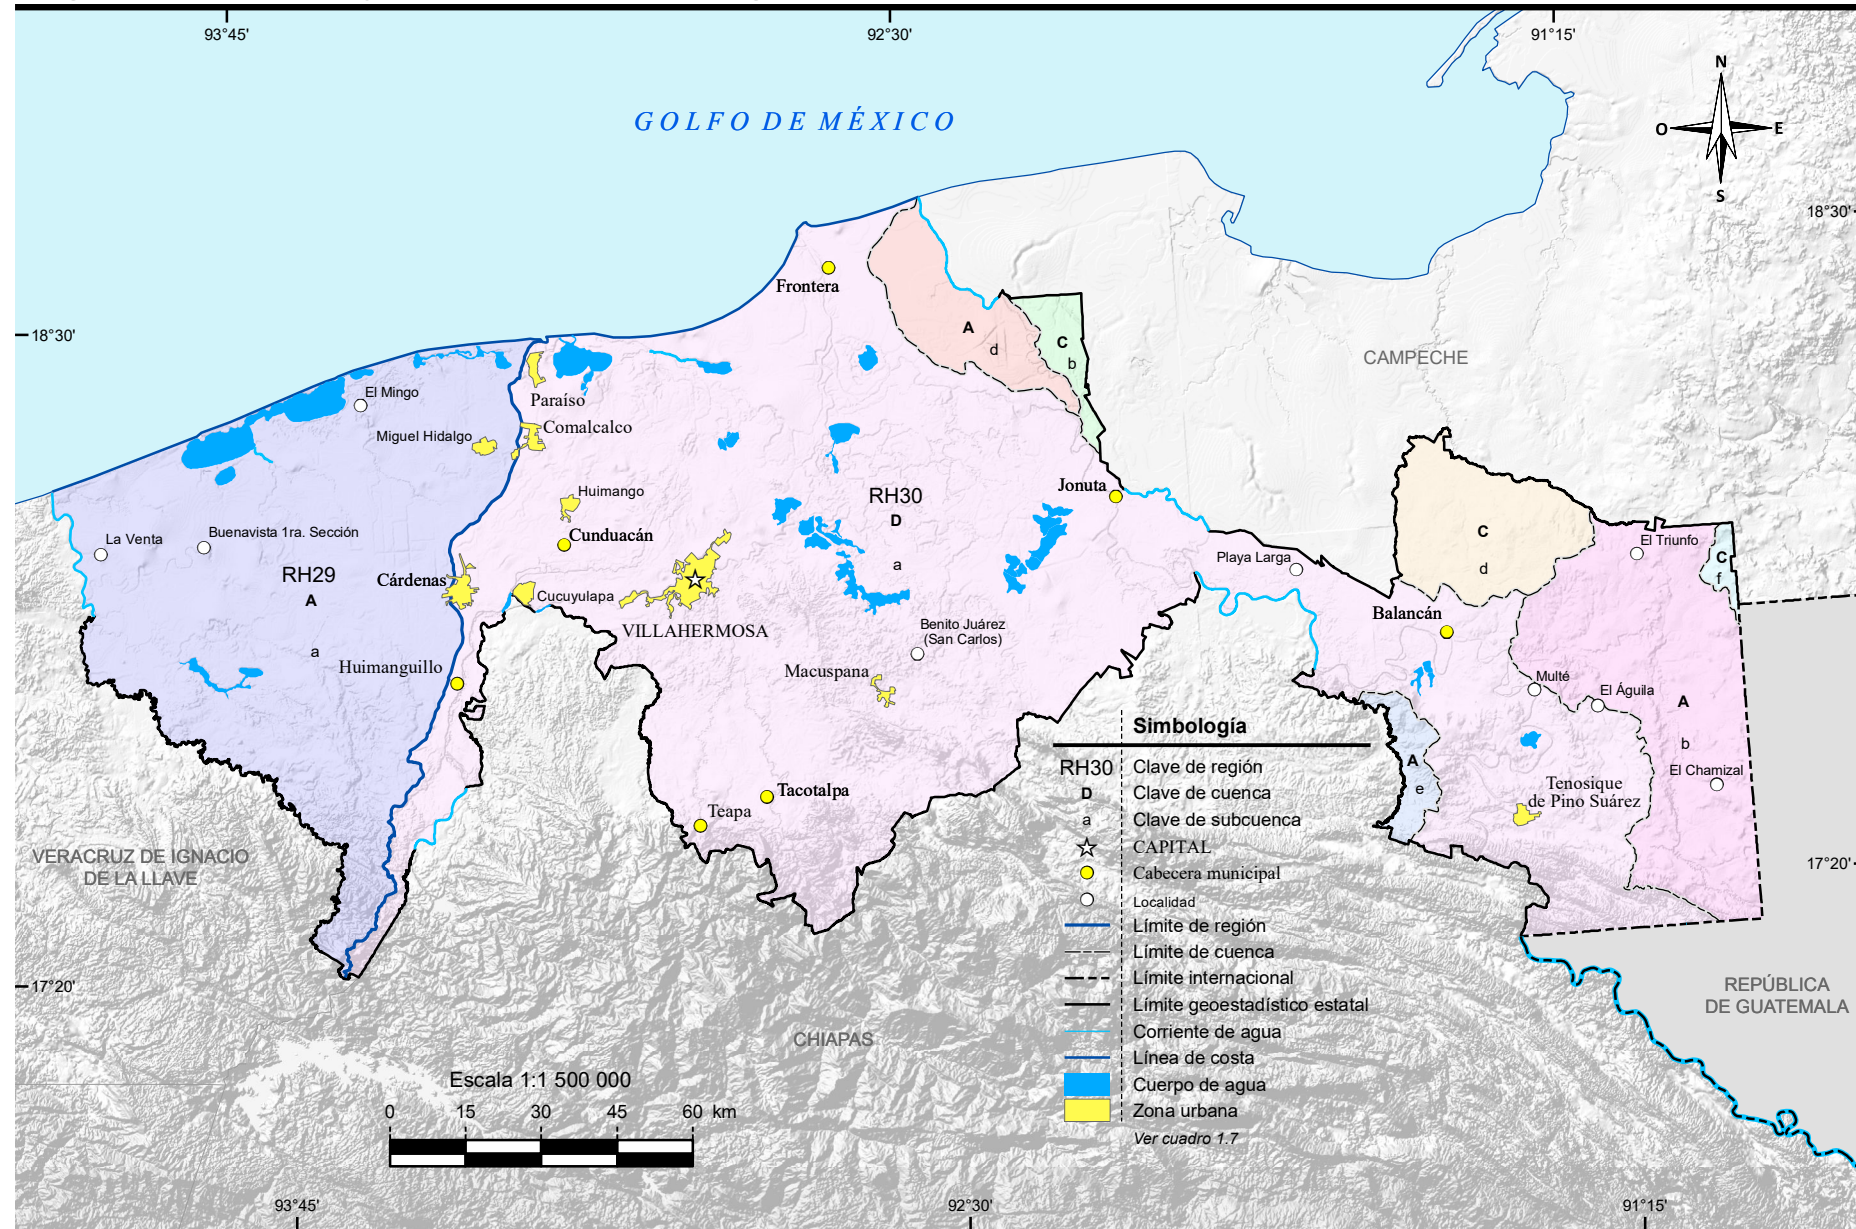 93°45'
92°30'
91°15'
N
O
E
S
GOLFO DE MÉXICO
18°30'
18°30'
Frontera
A
d
C
b
CAMPECHE
El Mingo
Paraíso
Comalcalco
Miguel Hidalgo
Huimango
RH30
D
a
Jonuta
Cunduacán
La Venta
Buenavista 1ra. Sección
RH29
A
a
Cárdenas
Cucuyulapa
VILLAHERMOSA
Benito Juárez
(San Carlos)
Macuspana
Huimanguillo
Playa Larga
C
d
El Triunfo
C
f
Balancán
Multé
El Águila
A
b
El Chamizal
A
e
Tenosique
de Pino Suárez
Tacotalpa
Teapa
VERACRUZ DE IGNACIO
DE LA LLAVE
17°20'
17°20'
CHIAPAS
REPÚBLICA
DE GUATEMALA
Simbología
RH30 Clave de región
D Clave de cuenca
a Clave de subcuenca
CAPITAL
Cabecera municipal
Localidad
Límite de región
Límite de cuenca
Límite internacional
Límite geoestadístico estatal
Corriente de agua
Línea de costa
Cuerpo de agua
Zona urbana
Ver cuadro 1.7
Escala 1:1 500 000
0 15 30 45 60 km
93°45'
92°30'
91°15'